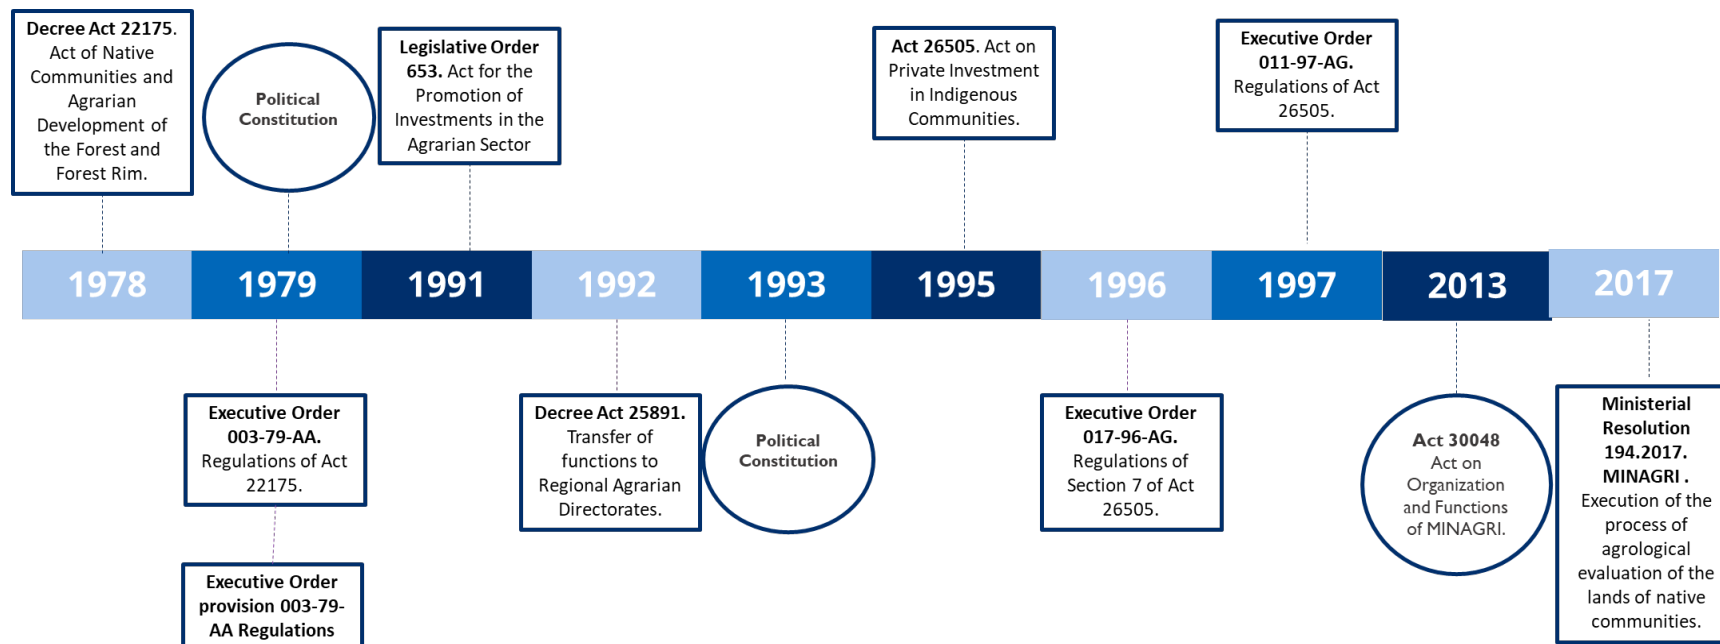 Decree Act 22175.
Act of Native
Communities and
Agrarian
Development of
the Forest and
Forest Rim.
Political
Constitution
Legislative Order
653. Act for the
Promotion of
Investments in the
Agrarian Sector
Act 26505. Act on
Private Investment
in Indigenous
Communities.
Executive Order
011-97-AG.
Regulations of Act
26505.
1978
1979
1991
1992
1993
1995
1996
1997
2013
2017
Executive Order
003-79-AA.
Regulations of Act
22175.
Executive Order
provision 003-79-
AA Regulations
Decree Act 25891.
Transfer of
functions to
Regional Agrarian
Directorates.
Political
Constitution
Executive Order
017-96-AG.
Regulations of
Section 7 of Act
26505.
Act 30048
Act on
Organization
and Functions
of MINAGRI.
Ministerial
Resolution
194.2017.
MINAGRI .
Execution of the
process of
agrological
evaluation of the
lands of native
communities.